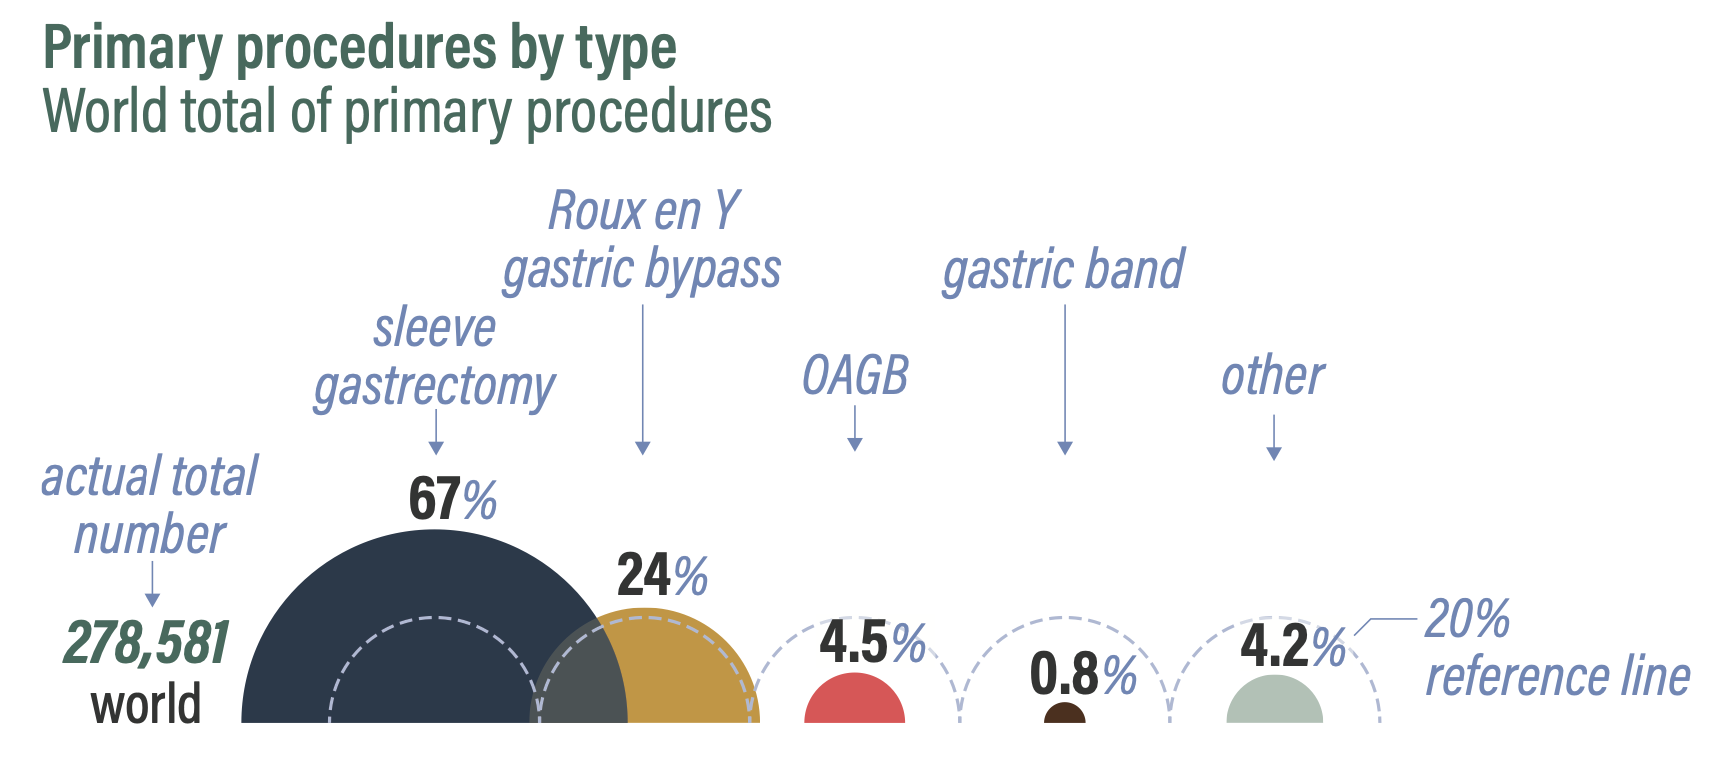 Primary procedures by type
World total of primary procedures
Roux en Y
gastric bypass
gastric band
sleeve
gastrectomy
OAGB
other
actual total
number
67%
24%
4.5%
0.8%
4.2%
20%
reference line
278,581
world